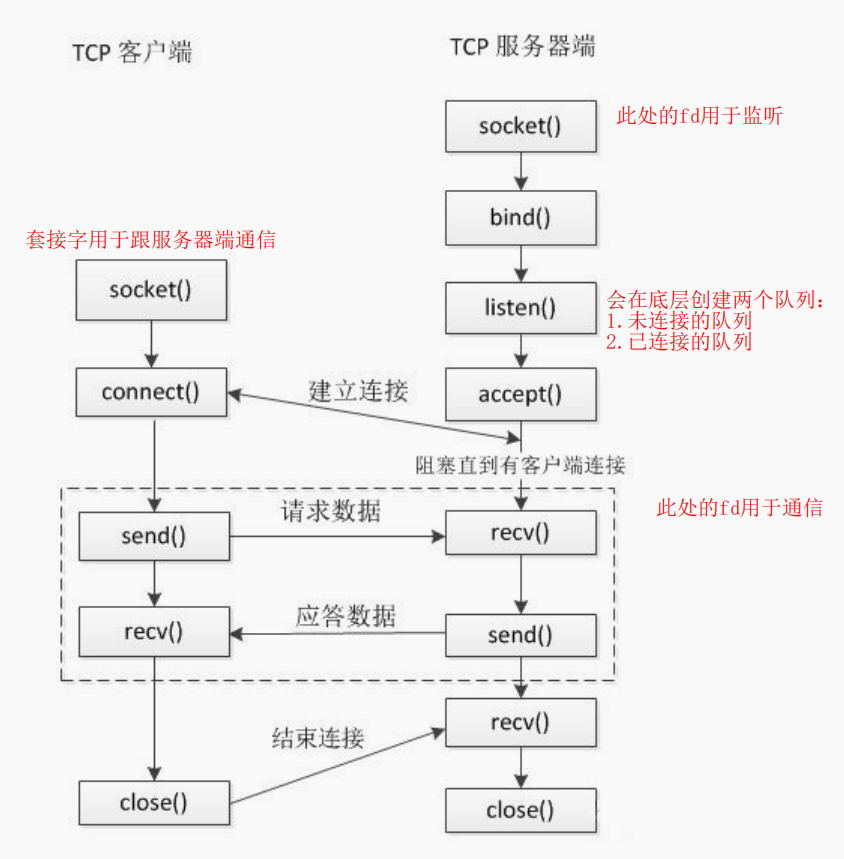 TCP 客户端
TCP 服务器端
socket()
此处的fd用于监听
bind()
套接字用于跟服务器端通信
socket()
listen()
会在底层创建两个队列:
1.未连接的队列
2.已连接的队列
connect()
建立连接
accept()
阻塞直到有客户端连接
此处的fd用于通信
send()
请求数据
recv()
recv()
应答数据
send()
recv()
结束连接
close()
close()